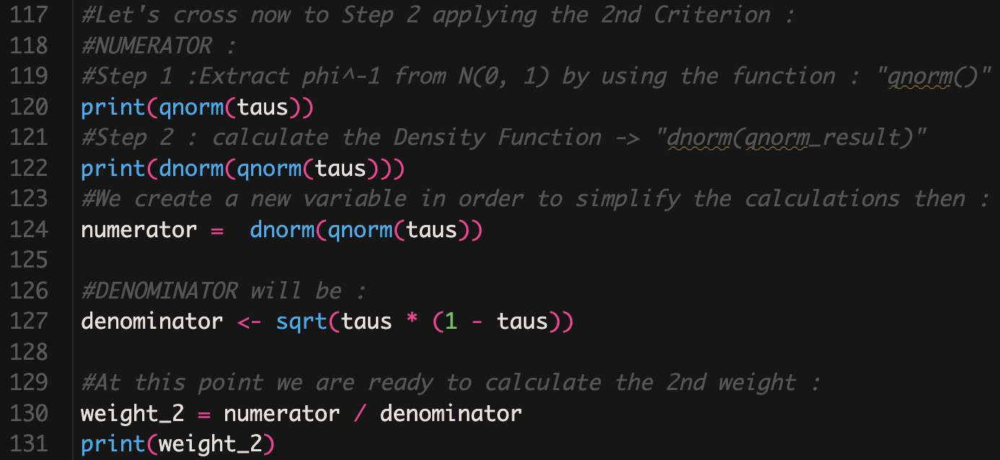 117 #Let's cross now to Step 2 applying the 2nd Criterion :
118 #NUMERATOR :
119 #Step 1 :Extract phi^-1 from N(0, 1) by using the function : "qnorm()"
120 print(qnorm(taus))
121 #Step 2 : calculate the Density Function -> "dnorm(qnorm_result)"
122 print(dnorm(qnorm(taus)))
123 #We create a new variable in order to simplify the calculations then :
124 numerator =  dnorm(qnorm(taus))
125
126 #DENOMINATOR will be :
127 denominator <- sqrt(taus * (1 - taus))
128
129 #At this point we are ready to calculate the 2nd weight :
130 weight_2 = numerator / denominator
131 print(weight_2)